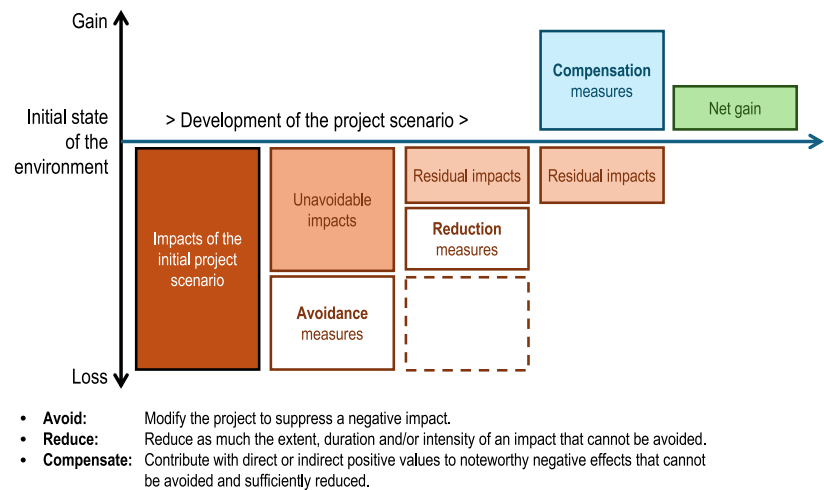 Gain
Initial state
of the
environment
Loss
> Development of the project scenario >
Impacts of the
initial project
scenario
Unavoidable
impacts
Avoidance
measures
Residual impacts
Reduction
measures
Compensation
measures
Residual impacts
Net gain
• Avoid: Modify the project to suppress a negative impact.
• Reduce: Reduce as much the extent, duration and/or intensity of an impact that cannot be avoided.
• Compensate: Contribute with direct or indirect positive values to noteworthy negative effects that cannot
be avoided and sufficiently reduced.